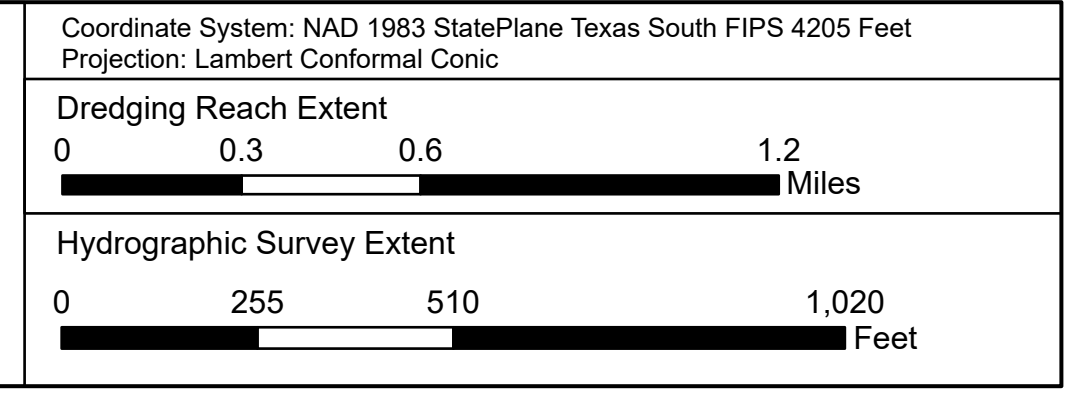 Coordinate System: NAD 1983 StatePlane Texas South FIPS 4205 Feet
Projection: Lambert Conformal Conic
Dredging Reach Extent
0 0.3 0.6 1.2
Miles
Hydrographic Survey Extent
0 255 510 1,020
Feet